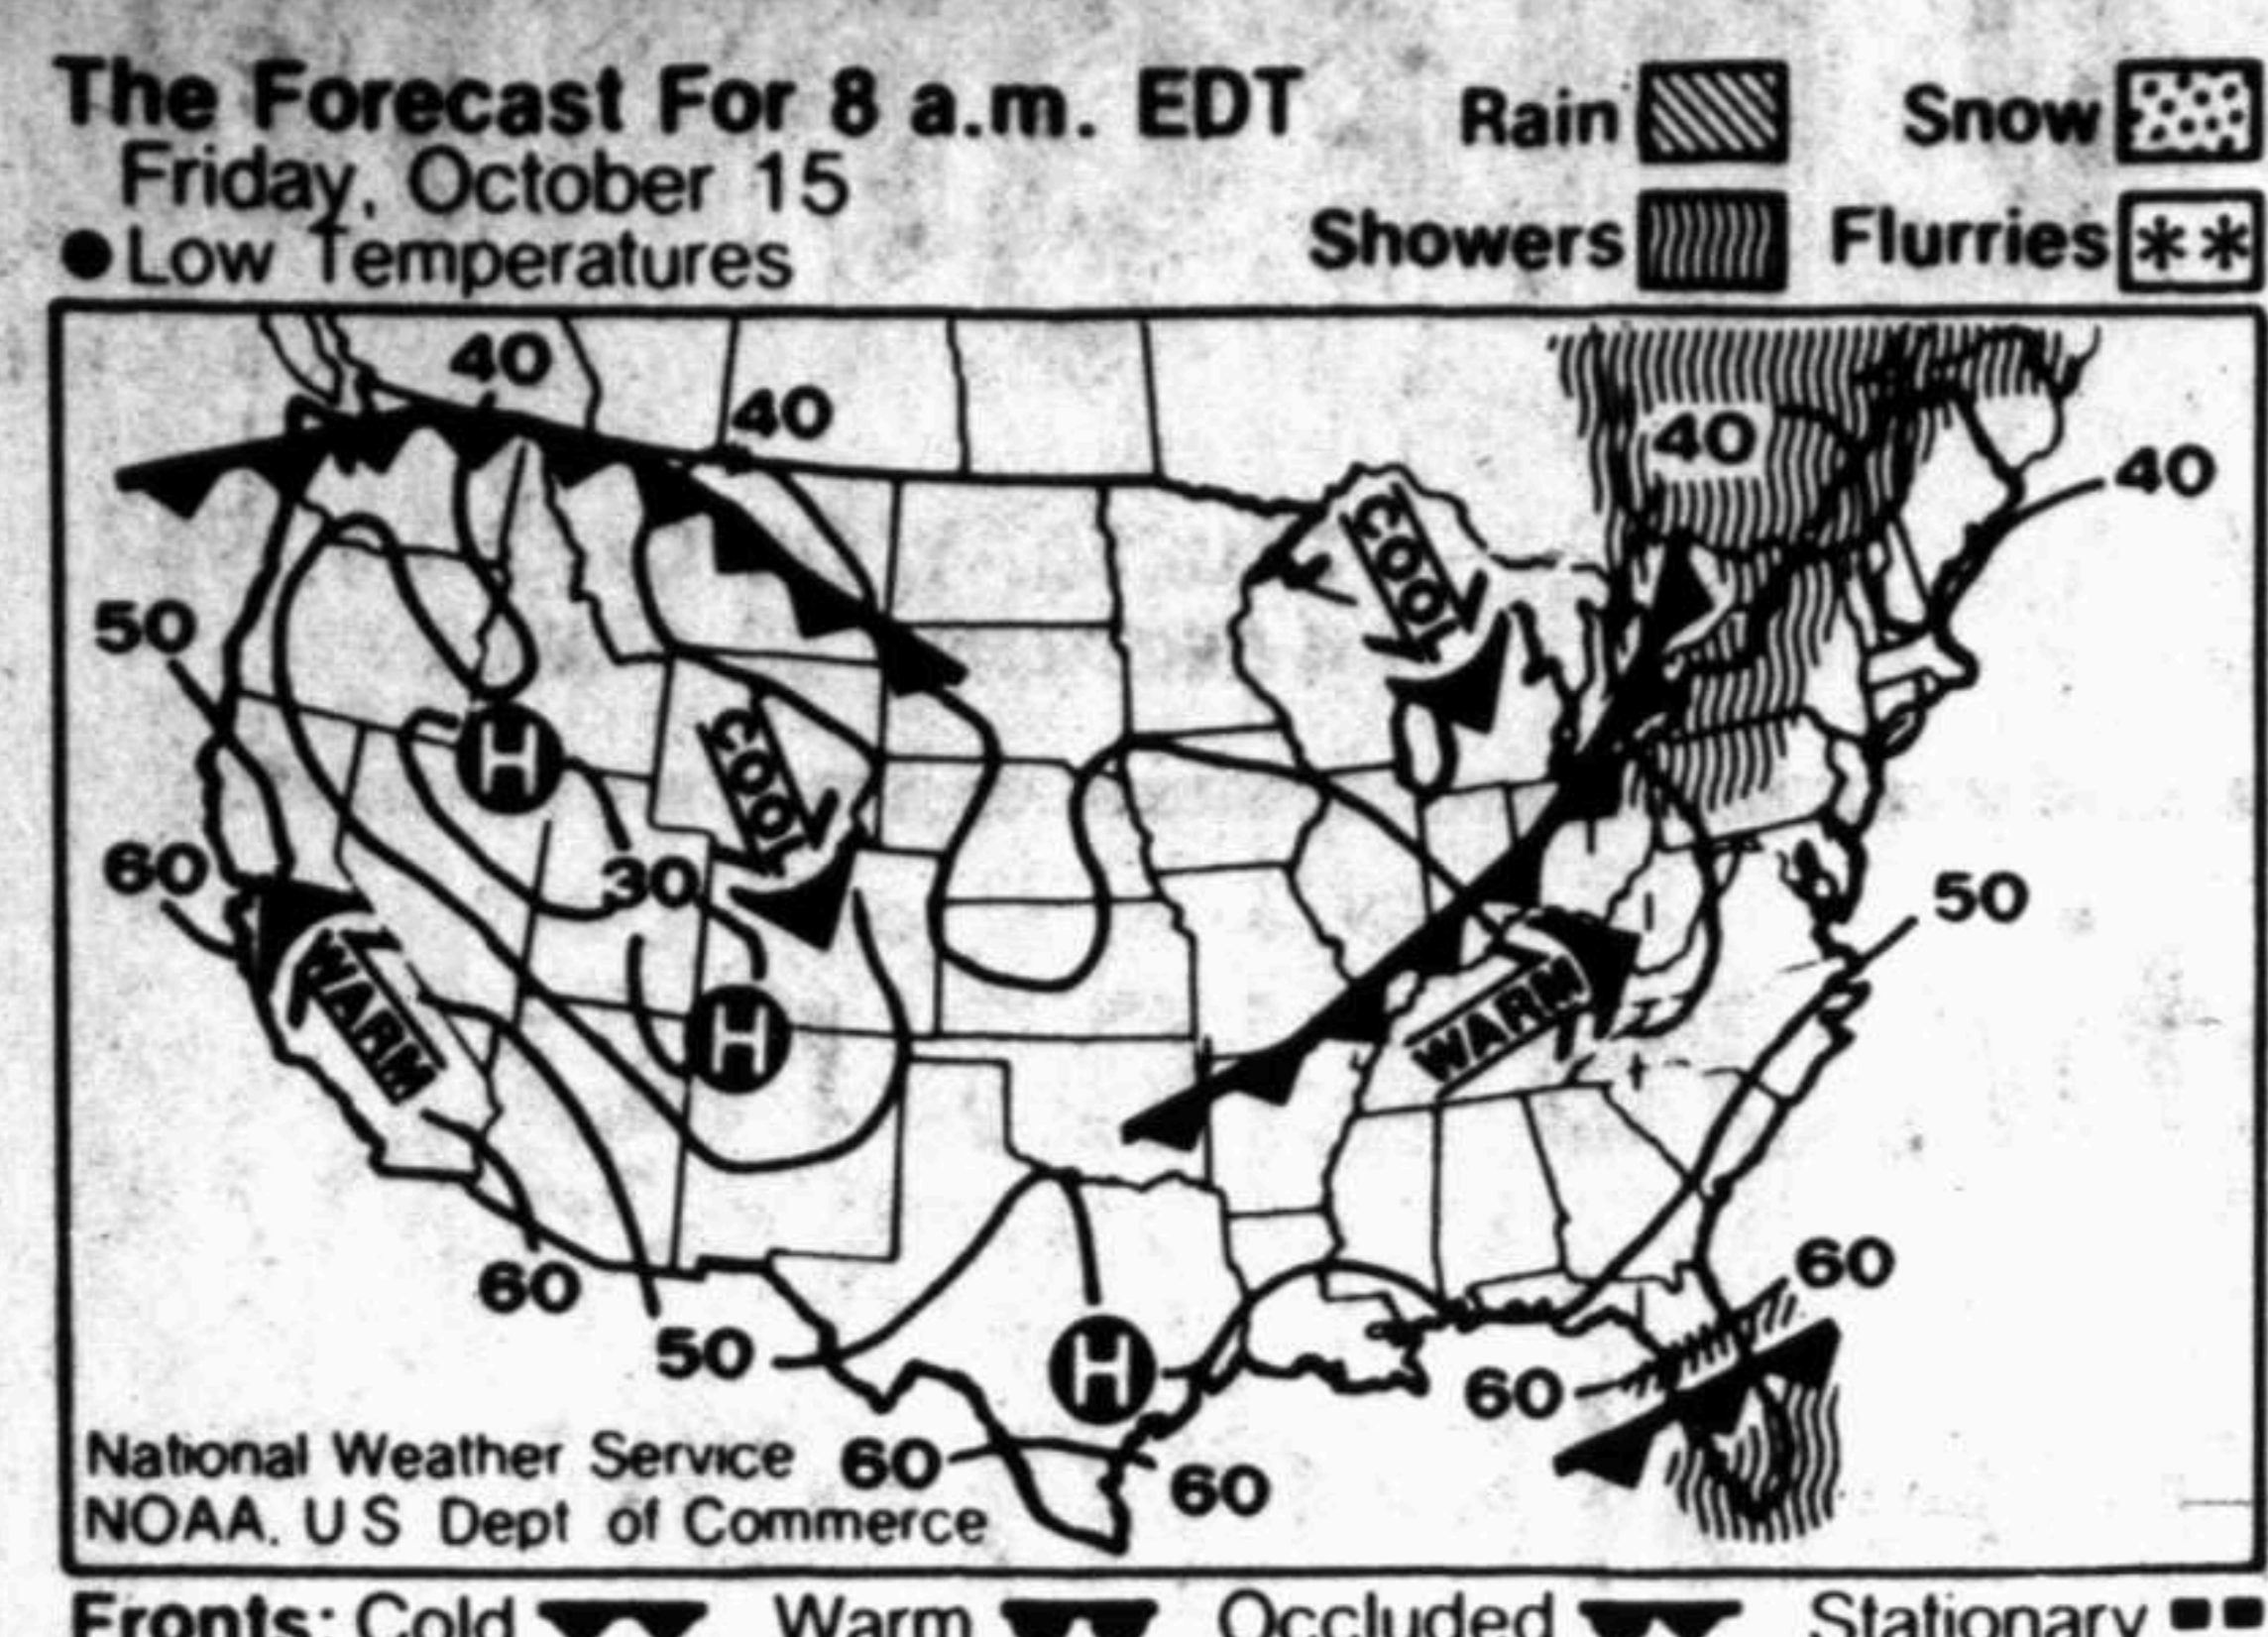 The Forecast For 8 a.m. EDT
Friday, October 15
● Low Temperatures
Rain
Snow
Showers
Flurries
40
40
40
40
COOL
50
H
COOL
60
30
50
WARM
WARM
H
60
60
50
H
60
National Weather Service
60
60
NOAA. U S Dept of Commerce
Fronts: Cold
Warm
Occluded
Stationary